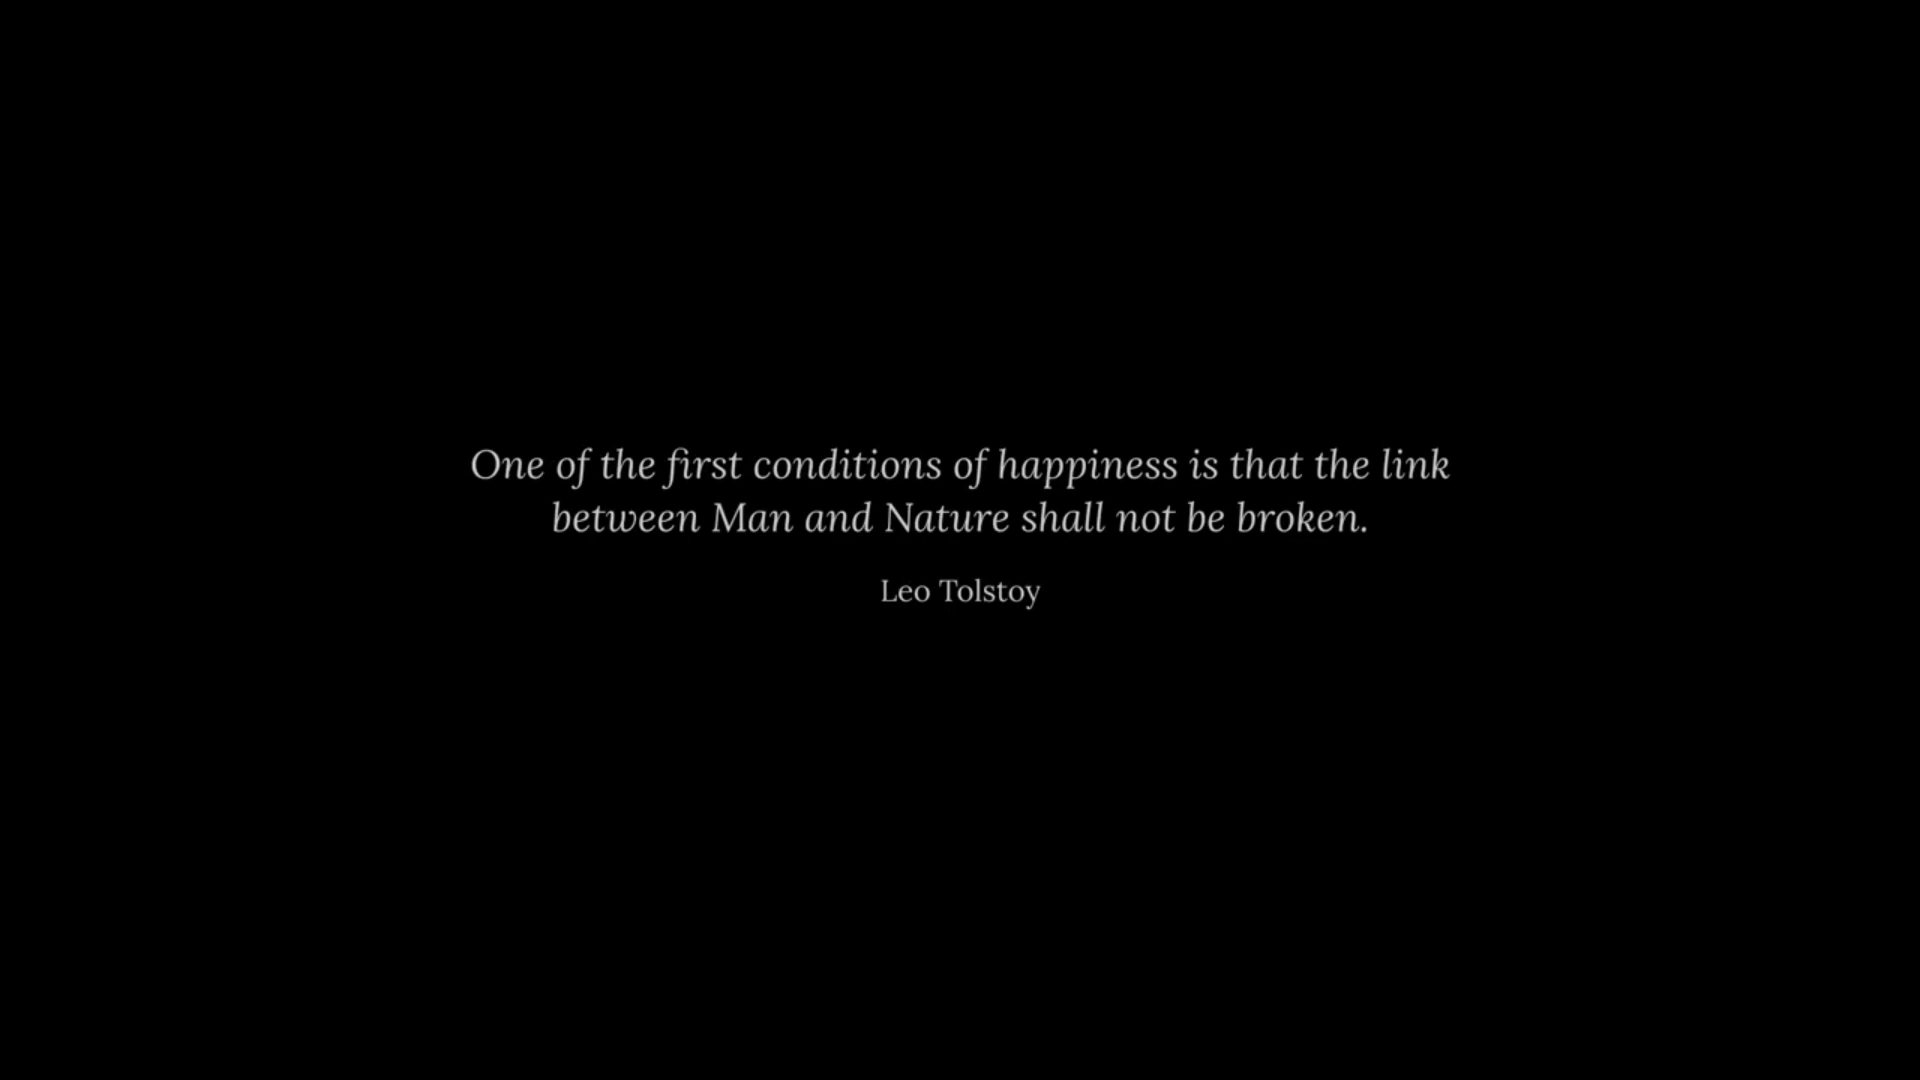 One of the first conditions of happiness is that the link
between Man and Nature shall not be broken.
Leo Tolstoy